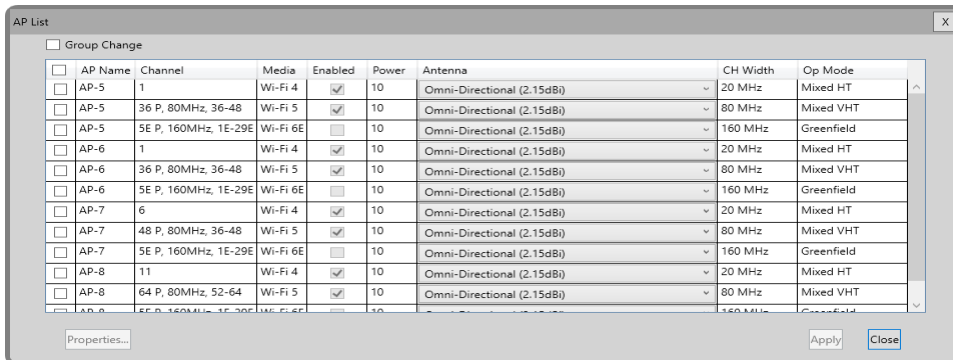 AP List X
Group Change
AP Name Channel Media Enabled Power Antenna CH Width Op Mode
AP-5 1 Wi-Fi 4 10 Omni-Directional (2.15dBi) 20 MHz Mixed HT
AP-5 36 P, 80MHz, 36-48 Wi-Fi 5 10 Omni-Directional (2.15dBi) 80 MHz Mixed VHT
AP-5 5E P, 160MHz, 1E-29E Wi-Fi 6E 10 Omni-Directional (2.15dBi) 160 MHz Greenfield
AP-6 1 Wi-Fi 4 10 Omni-Directional (2.15dBi) 20 MHz Mixed HT
AP-6 36 P, 80MHz, 36-48 Wi-Fi 5 10 Omni-Directional (2.15dBi) 80 MHz Mixed VHT
AP-6 5E P, 160MHz, 1E-29E Wi-Fi 6E 10 Omni-Directional (2.15dBi) 160 MHz Greenfield
AP-7 6 Wi-Fi 4 10 Omni-Directional (2.15dBi) 20 MHz Mixed HT
AP-7 48 P, 80MHz, 36-48 Wi-Fi 5 10 Omni-Directional (2.15dBi) 80 MHz Mixed VHT
AP-7 5E P, 160MHz, 1E-29E Wi-Fi 6E 10 Omni-Directional (2.15dBi) 160 MHz Greenfield
AP-8 11 Wi-Fi 4 10 Omni-Directional (2.15dBi) 20 MHz Mixed HT
AP-8 64 P, 80MHz, 52-64 Wi-Fi 5 10 Omni-Directional (2.15dBi) 80 MHz Mixed VHT
Properties... Apply Close